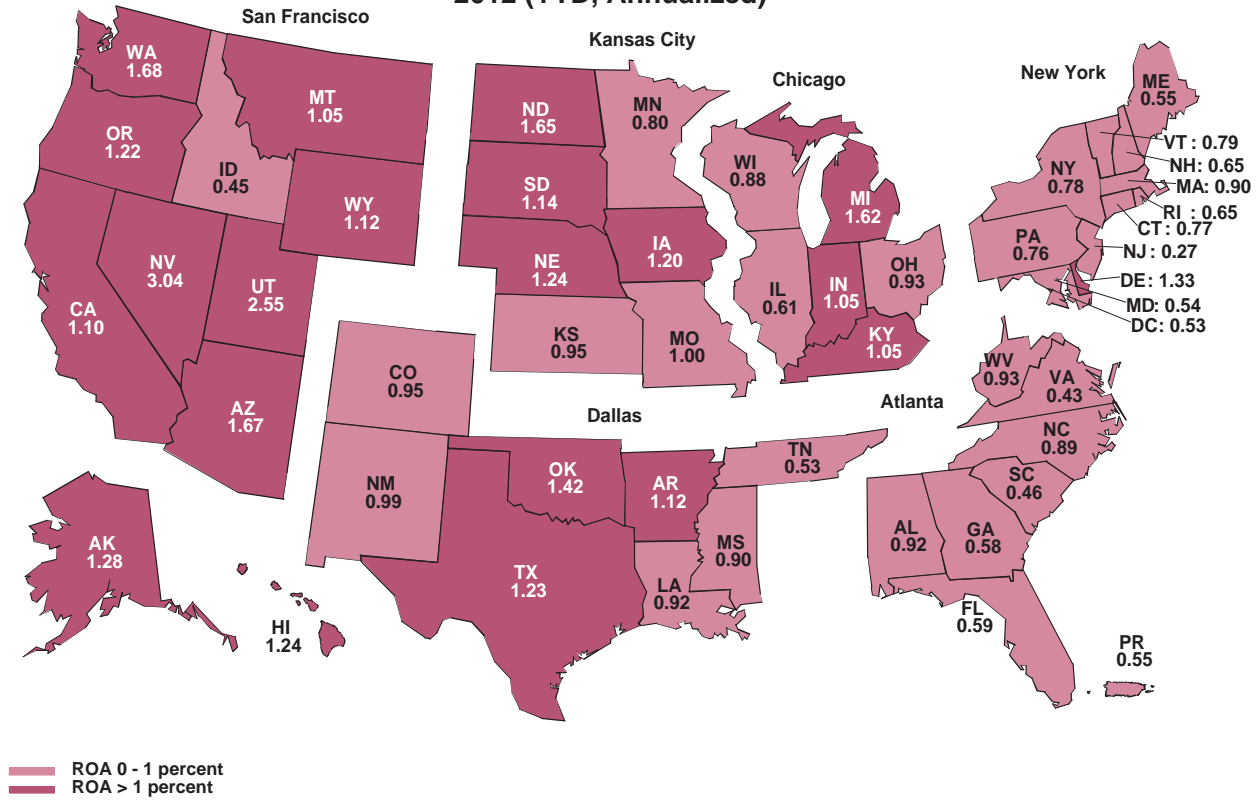 2012 (YTD, Annualized)
San Francisco
Kansas City
Chicago
New York
WA
1.68
MT
1.05
OR
1.22
ID
0.45
WY
1.12
NV
3.04
UT
2.55
CA
1.10
AZ
1.67
AK
1.28
HI
1.24
ND
1.65
MN
0.80
SD
1.14
IA
1.20
NE
1.24
KS
0.95
MO
1.00
WI
0.88
MI
1.62
IL
0.61
IN
1.05
OH
0.93
KY
1.05
ME
0.55
VT : 0.79
NH: 0.65
MA: 0.90
RI : 0.65
CT: 0.77
NY
0.78
PA
0.76
NJ : 0.27
DE: 1.33
MD: 0.54
DC: 0.53
Dallas
CO
0.95
NM
0.99
OK
1.42
AR
1.12
TX
1.23
LA
0.92
MS
0.90
TN
0.53
Atlanta
WV
0.93
VA
0.43
NC
0.89
SC
0.46
AL
0.92
GA
0.58
FL
0.59
PR
0.55
ROA 0 - 1 percent
ROA > 1 percent